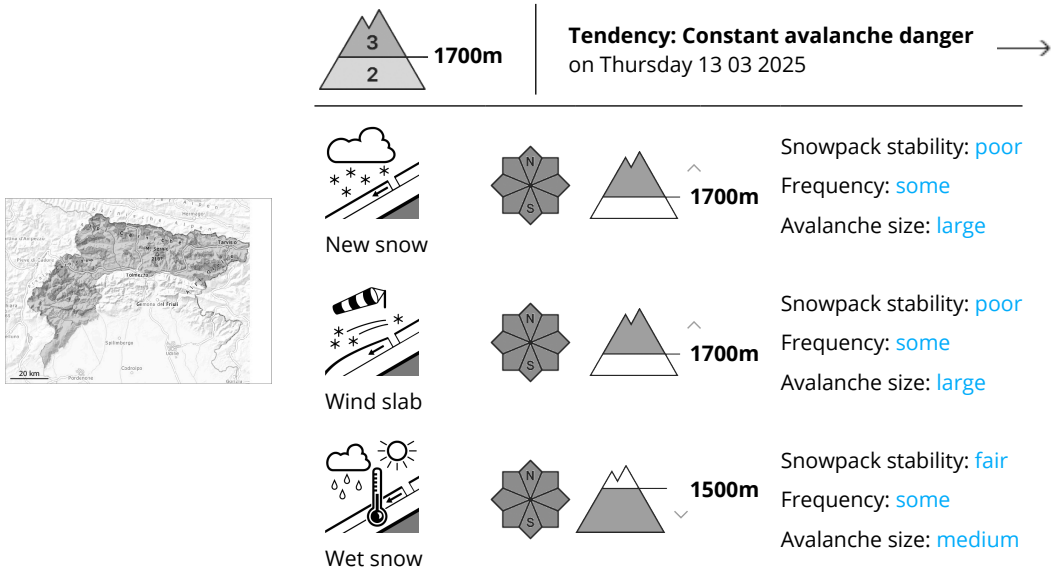 3
1700m
2
Tendency: Constant avalanche danger
on Thursday 13 03 2025
New snow
N
S
1700m
Snowpack stability: poor
Frequency: some
Avalanche size: large
Wind slab
N
S
1700m
Snowpack stability: poor
Frequency: some
Avalanche size: large
Wet snow
N
S
1500m
Snowpack stability: fair
Frequency: some
Avalanche size: medium
Tarvisio
Tolmezzo
Gemona del Friuli
Spilimbergo
Udine
Codroipo
Pordenone
Gorizia
20 km